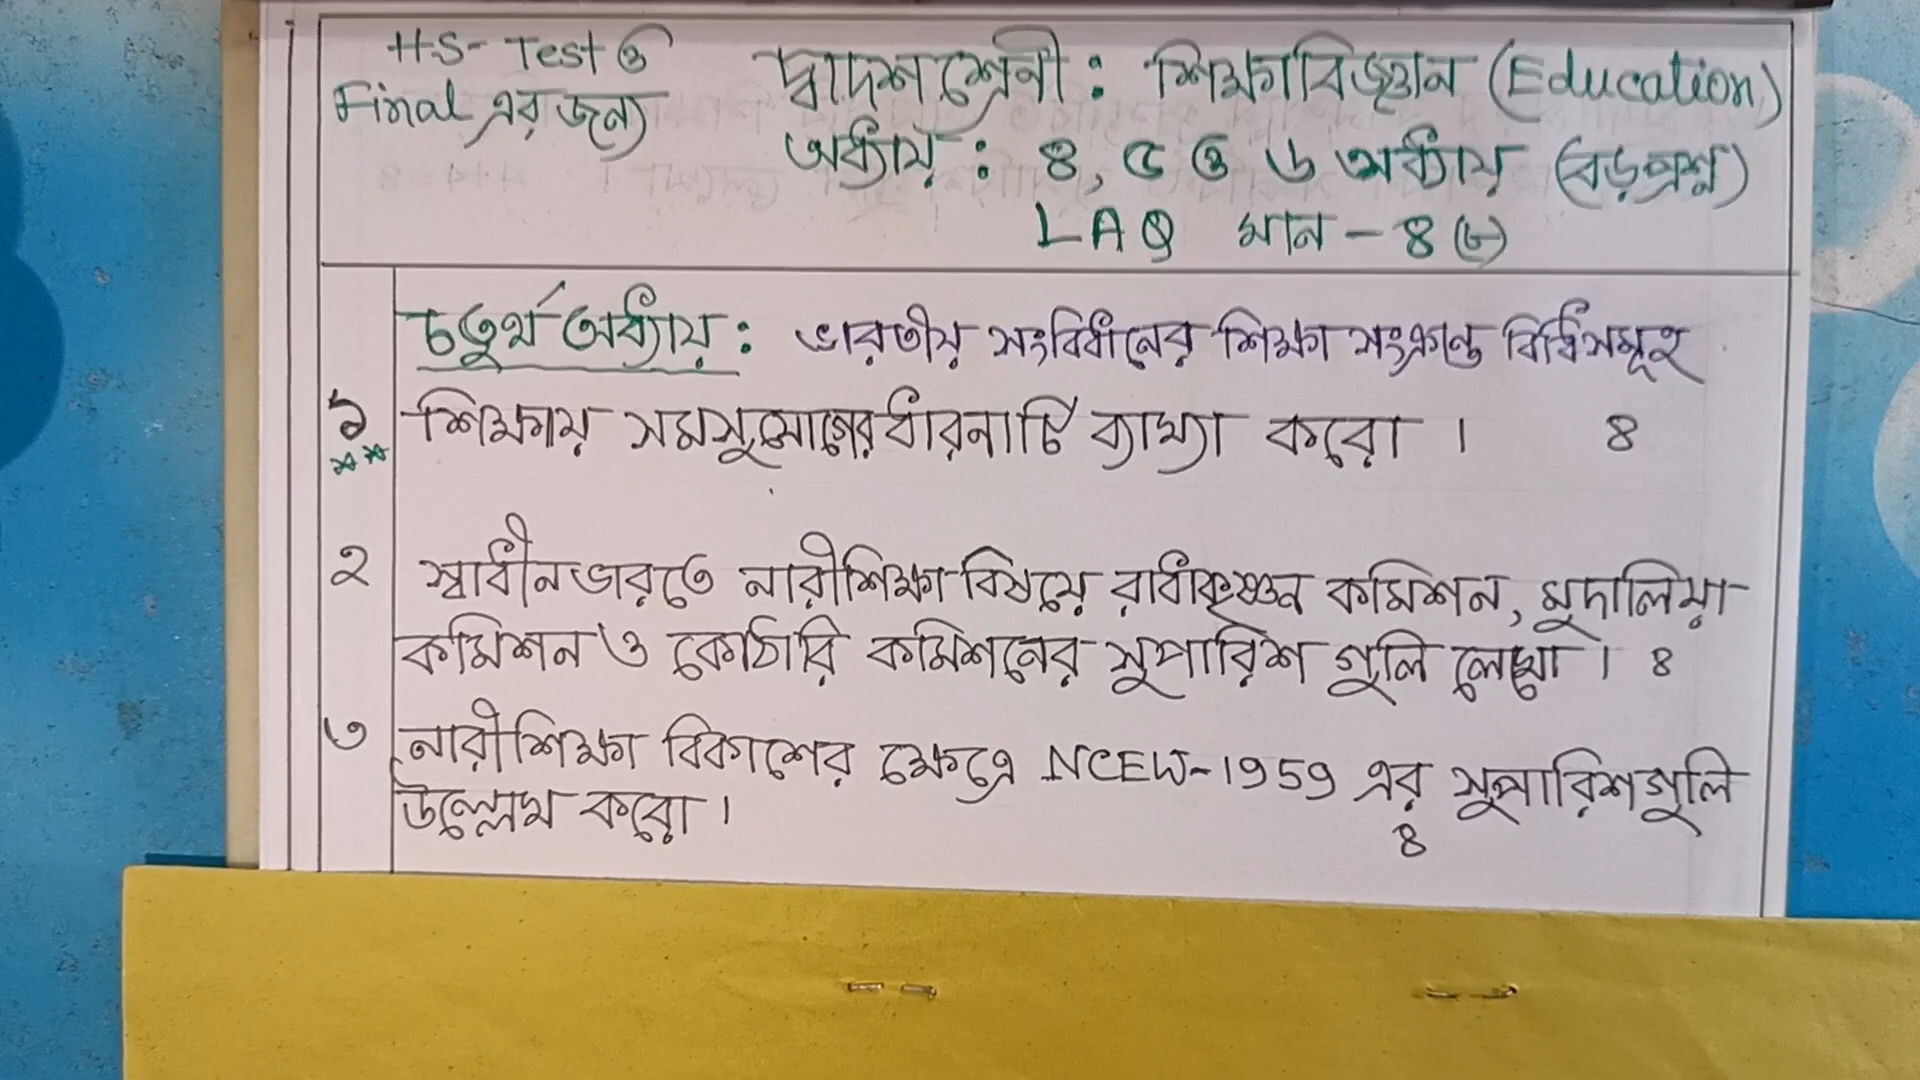 HS- Test ও
Final এর জন্য
দ্বাদশ শ্রেনী : শিক্ষাবিজ্ঞান (Education)
অধ্যায় : ৪, ৫ ও ৬ অধ্যায় (বড় প্রশ্ন)
LAQ মান - ৪ টে
চতুর্থ অধ্যায় : ভারতীয় সংবিধানের শিক্ষা সংক্রান্ত বিধিসমূহ
১ শিক্ষায় সমসুযোগের ধারনাটি ব্যাখ্যা করো । ৪
২ স্বাধীন ভারতে নারীশিক্ষা বিষয়ে রাধাকৃষ্ণন কমিশন, মুদালিয়া
কমিশন ও কোঠারি কমিশনের সুপারিশ গুলি লেখো । ৪
৩ নারীশিক্ষা বিকাশের ক্ষেত্রে NCEW-1959 এর সুপারিশগুলি
উল্লেখ করো । ৪